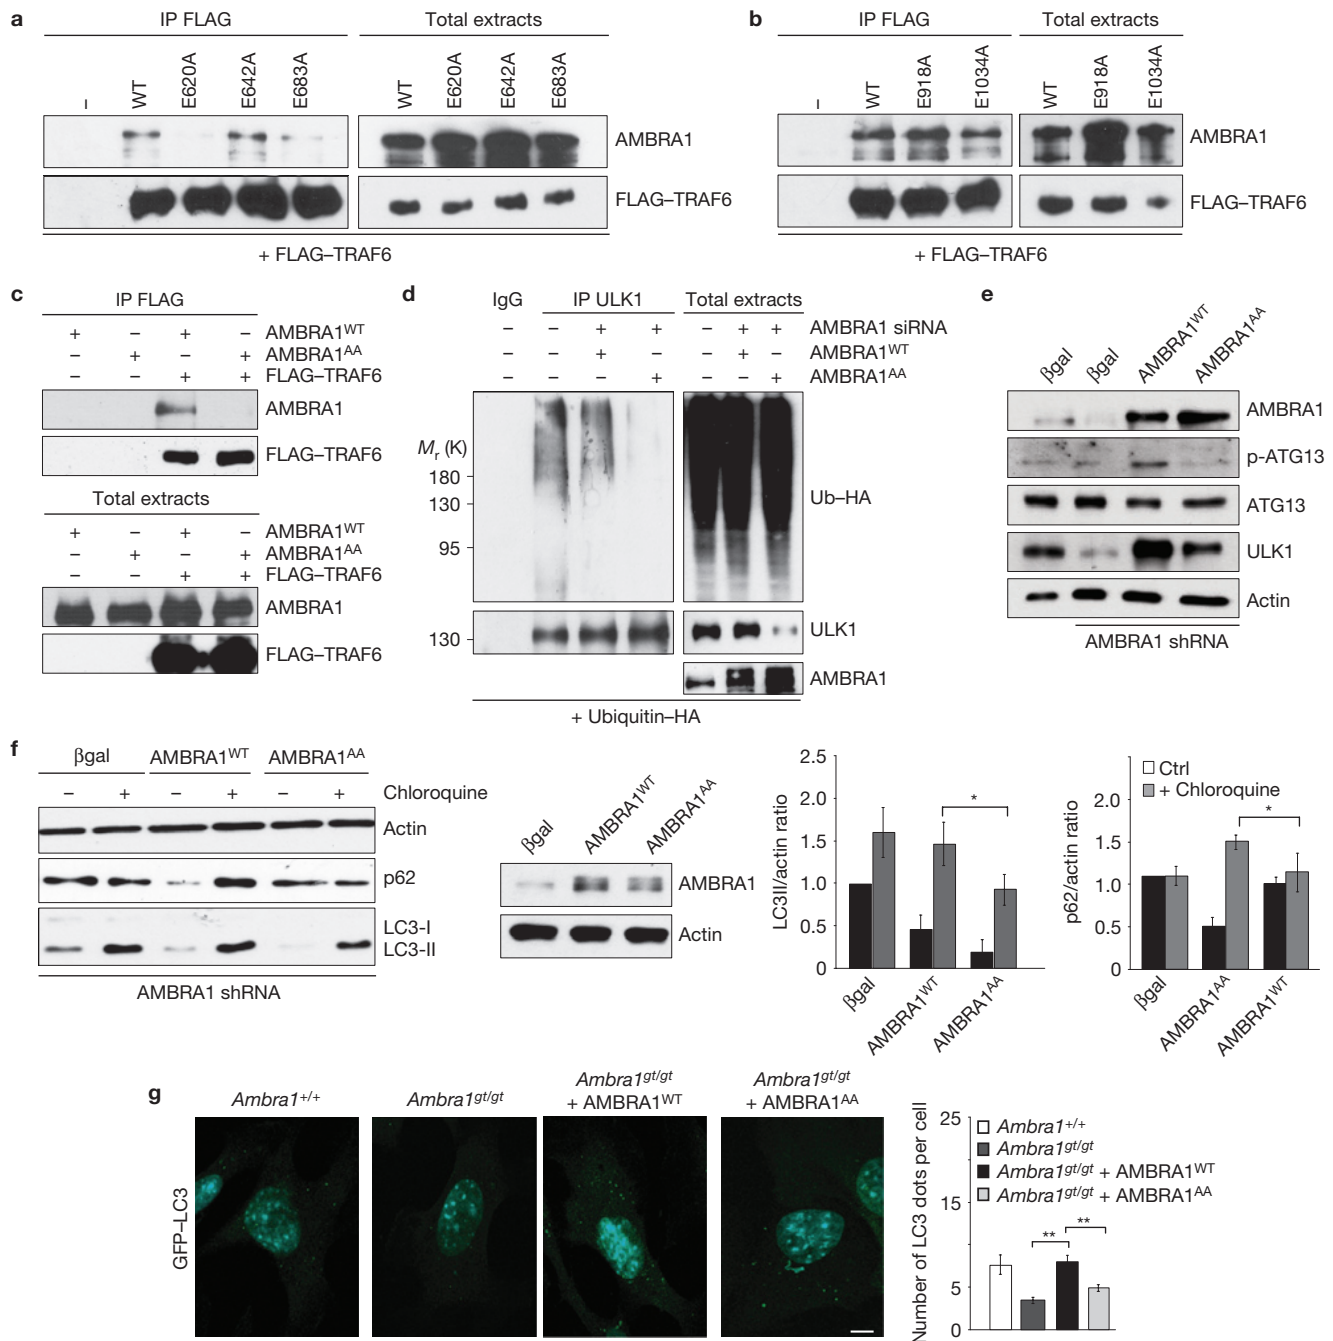 a
IP FLAG
Total extracts
– WT E620A E642A E683A WT E620A E642A E683A
AMBRA1
FLAG–TRAF6
+ FLAG–TRAF6
b
IP FLAG
Total extracts
– WT E918A E1034A WT E918A E1034A
AMBRA1
FLAG–TRAF6
+ FLAG–TRAF6
c
IP FLAG
+ – + – AMBRA1WT
– + – + AMBRA1AA
– – + + FLAG–TRAF6
AMBRA1
FLAG–TRAF6
Total extracts
+ – + – AMBRA1WT
– + – + AMBRA1AA
– – + + FLAG–TRAF6
AMBRA1
FLAG–TRAF6
d
IgG IP ULK1 Total extracts
– – + + – + + AMBRA1 siRNA
– – + – – + – AMBRA1WT
– – – + – – + AMBRA1AA
Mr (K)
180
130
95
Ub–HA
130
ULK1
AMBRA1
+ Ubiquitin–HA
e
βgal βgal AMBRA1WT AMBRA1AA
AMBRA1
p-ATG13
ATG13
ULK1
Actin
AMBRA1 shRNA
f
βgal AMBRA1WT AMBRA1AA
– + – + – + Chloroquine
Actin
p62
LC3-I
LC3-II
AMBRA1 shRNA
βgal AMBRA1WT AMBRA1AA
AMBRA1
Actin
LC3II/actin ratio
2.5
2.0
1.5
1.0
0.5
0
*
βgal AMBRA1WT AMBRA1AA
p62/actin ratio
2.0
1.5
1.0
0.5
0
Ctrl
+ Chloroquine
*
βgal AMBRA1AA AMBRA1WT
g
GFP–LC3
Ambra1+/+
Ambra1gt/gt
Ambra1gt/gt
+ AMBRA1WT
Ambra1gt/gt
+ AMBRA1AA
Number of LC3 dots per cell
25
15
5
0
Ambra1+/+
Ambra1gt/gt
Ambra1gt/gt + AMBRA1WT
Ambra1gt/gt + AMBRA1AA
** **